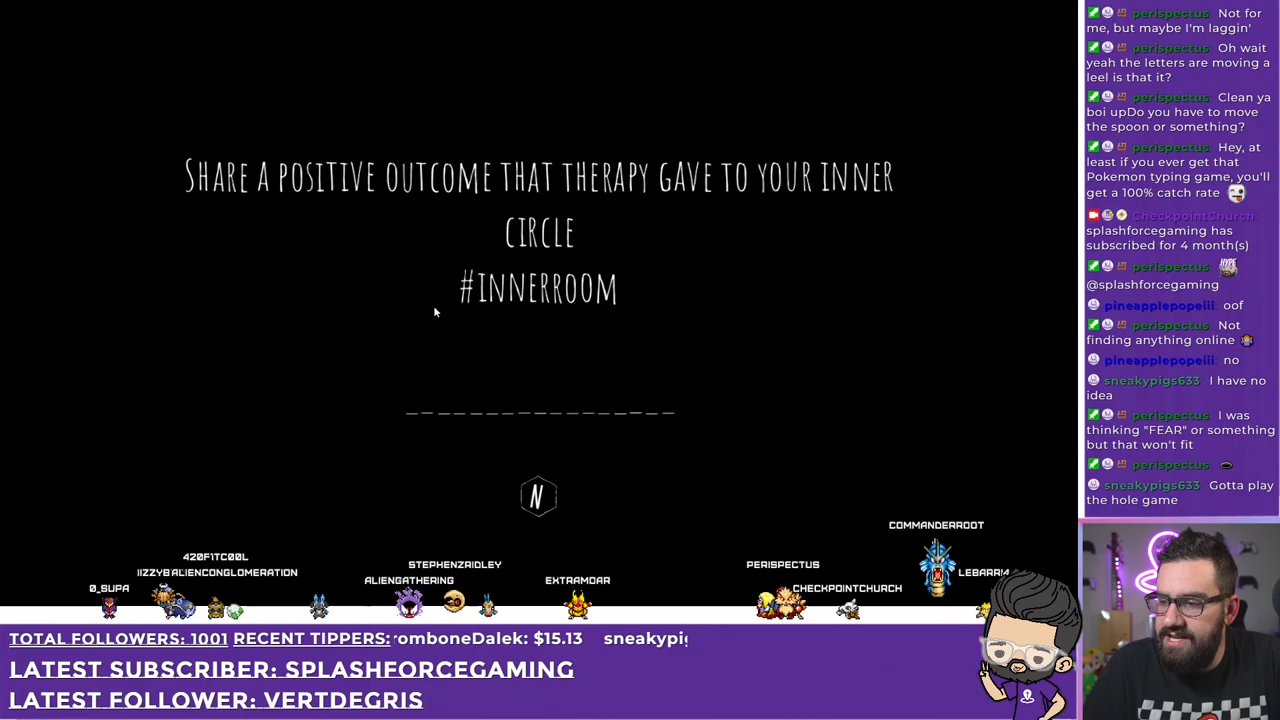 SHARE A POSITIVE OUTCOME THAT THERAPY GAVE TO YOUR INNER
CIRCLE
#INNERROOM
N
COMMANDERROOT
420F1TC00L
IIZZYB ALIENCONGLOMERATION
0_SUPA
STEPHENZRIDLEY
ALIENGATHERING
EXTRAMOAR
PERISPECTUS
CHECKPOINTCHURCH
LEBARRI
TOTAL FOLLOWERS: 1001 RECENT TIPPERS: romboneDalek: $15.13 sneakypi
LATEST SUBSCRIBER: SPLASHFORCEGAMING
LATEST FOLLOWER: VERTDEGRIS
perispectus Not for
me, but maybe I'm laggin'
perispectus Oh wait
yeah the letters are moving a
leel is that it?
perispectus Clean ya
boi upDo you have to move
the spoon or something?
perispectus Hey, at
least if you ever get that
Pokemon typing game, you'll
get a 100% catch rate
CheckpointChurch:
splashforcegaming has
subscribed for 4 month(s)
perispectus HYPE
@splashforcegaming
pineapplepopeiii: oof
perispectus Not
finding anything online
pineapplepopeiii: no
sneakypigs633 I have no
idea
perispectus I was
thinking "FEAR" or something
but that won't fit
perispectus
sneakypigs633 Gotta play
the hole game